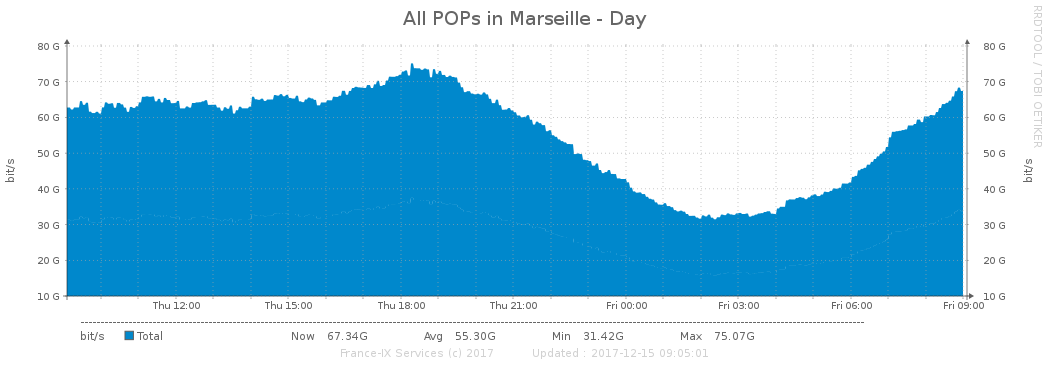 All POPs in Marseille - Day
RRDTOOL / TOBI OETIKER
80 G 80 G
70 G 70 G
60 G 60 G
50 G 50 G
40 G 40 G
30 G 30 G
20 G 20 G
10 G 10 G
bit/s bit/s
Thu 12:00 Thu 15:00 Thu 18:00 Thu 21:00 Fri 00:00 Fri 03:00 Fri 06:00 Fri 09:00
bit/s Total Now 67.34G Avg 55.30G Min 31.42G Max 75.07G
France-IX Services (c) 2017 Updated : 2017-12-15 09:05:01